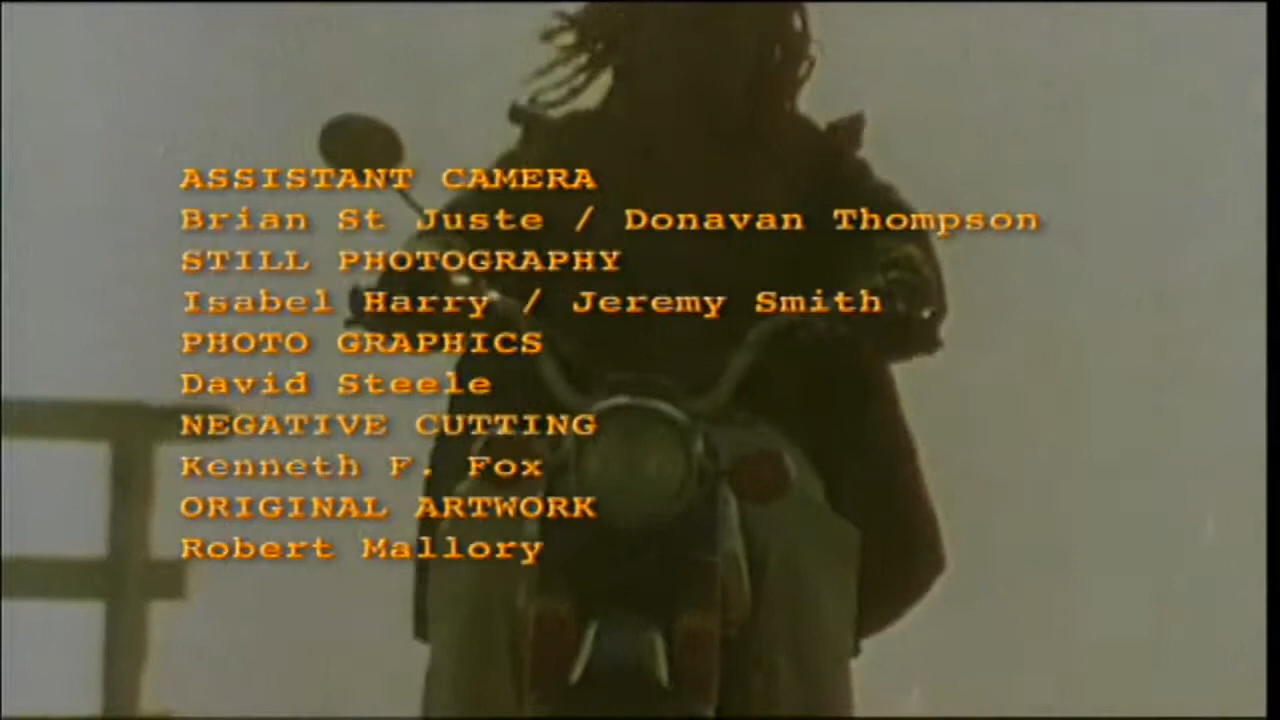 ASSISTANT CAMERA
Brian St Juste / Donavan Thompson
STILL PHOTOGRAPHY
Isabel Harry / Jeremy Smith
PHOTO GRAPHICS
David Steele
NEGATIVE CUTTING
Kenneth F. Fox
ORIGINAL ARTWORK
Robert Mallory